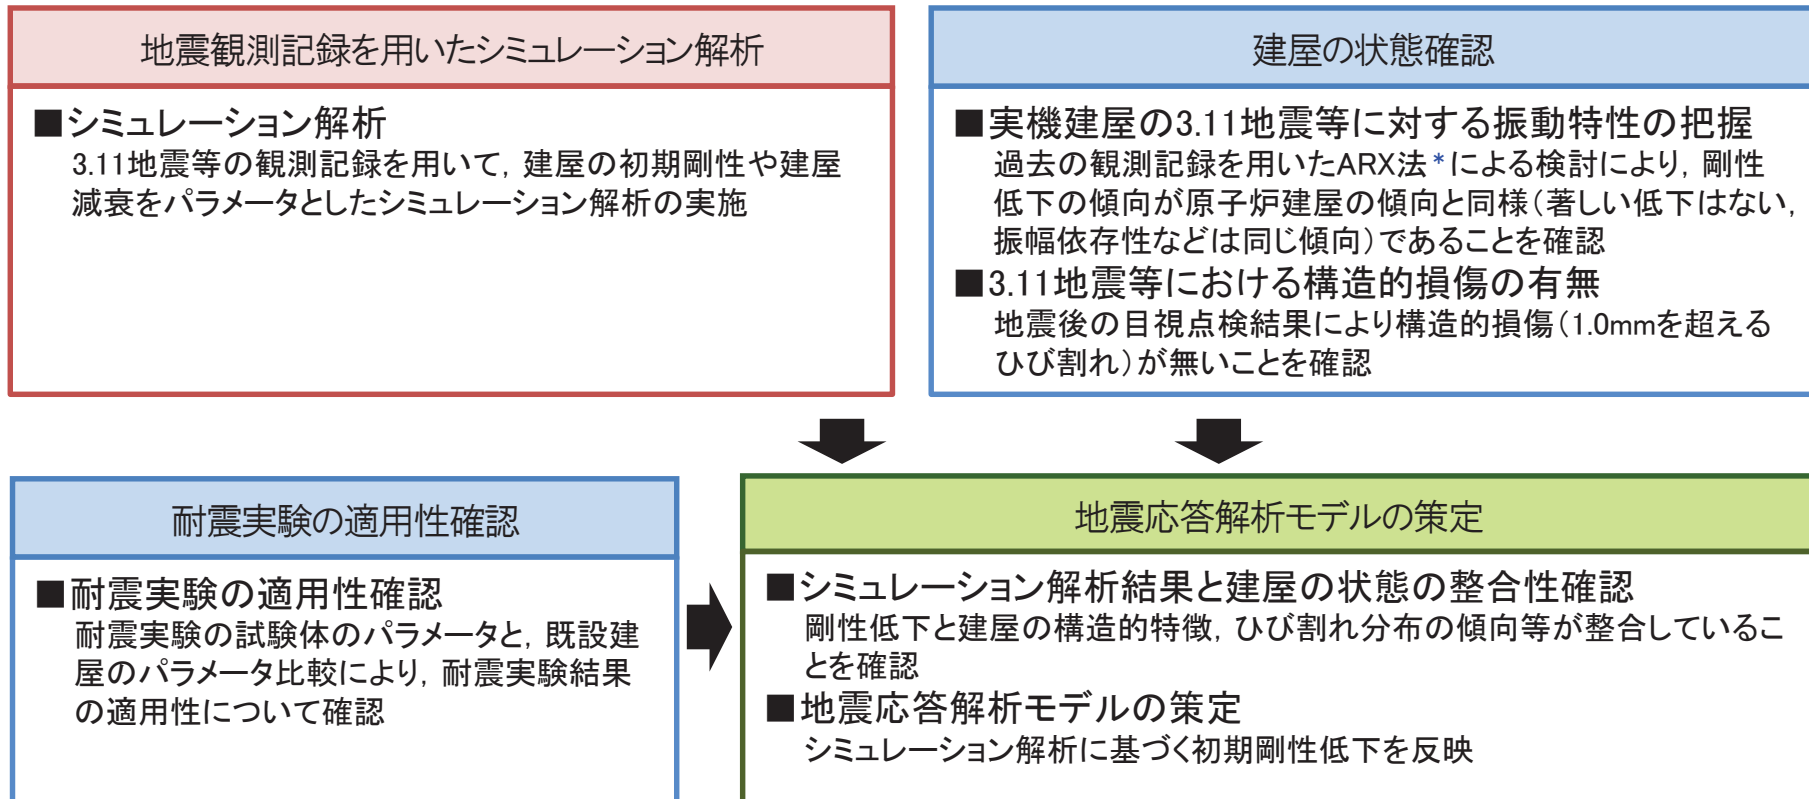 地震観測記録を用いたシミュレーション解析
■シミュレーション解析
3.11地震等の観測記録を用いて，建屋の初期剛性や建屋
減衰をパラメータとしたシミュレーション解析の実施
建屋の状態確認
■実機建屋の3.11地震等に対する振動特性の把握
過去の観測記録を用いたARX法*による検討により，剛性
低下の傾向が原子炉建屋の傾向と同様（著しい低下はない，
振幅依存性などは同じ傾向）であることを確認
■3.11地震等における構造的損傷の有無
地震後の目視点検結果により構造的損傷（1.0mmを超える
ひび割れ）が無いことを確認
耐震実験の適用性確認
■耐震実験の適用性確認
耐震実験の試験体のパラメータと，既設建
屋のパラメータ比較により，耐震実験結果
の適用性について確認
地震応答解析モデルの策定
■シミュレーション解析結果と建屋の状態の整合性確認
剛性低下と建屋の構造的特徴，ひび割れ分布の傾向等が整合しているこ
とを確認
■地震応答解析モデルの策定
シミュレーション解析に基づく初期剛性低下を反映